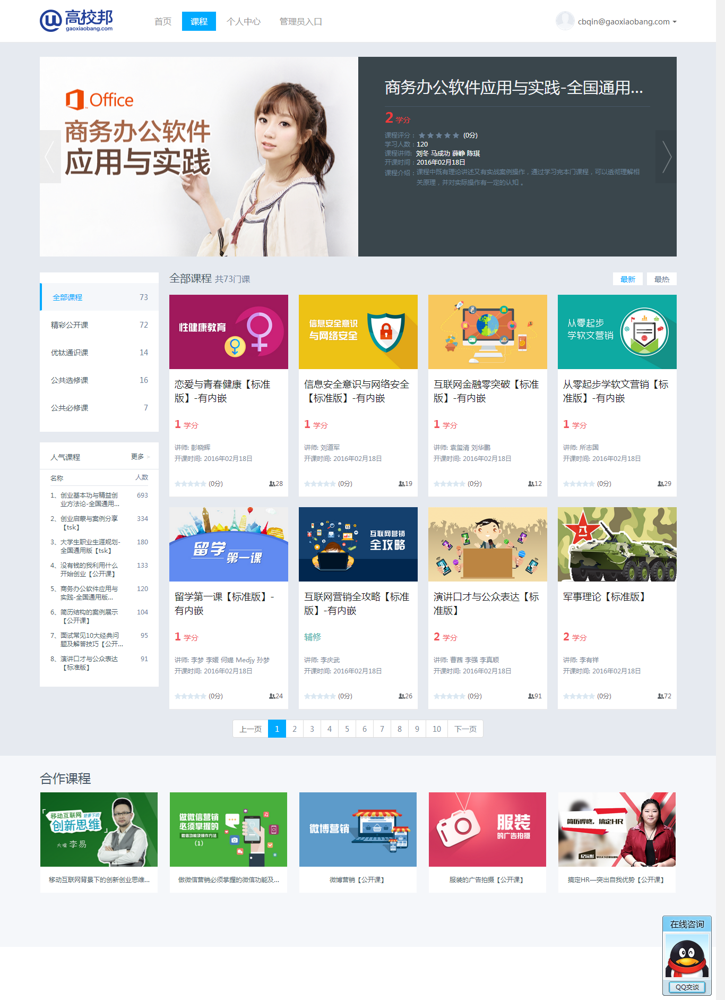 高校邦
gaoxiaobang.com
首页 课程 个人中心 管理员入口
cbqin@gaoxiaobang.com
Office
商务办公软件
应用与实践
商务办公软件应用与实践-全国通用...
2 学分
课程评分： (0分)
学习人数：120
课程讲师: 刘冬 马成功 薛峥 陈琪
开课时间：2016年02月18日
课程介绍：课程中既有理论讲述又有实战案例操作，通过学习完本门课程，可以透彻理解相
关原理，并对实际操作有一定的认知 。
全部课程 73
精彩公开课 72
优钛通识课 14
公共选修课 16
公共必修课 7
人气课程 更多 >
名称 人数
1、创业基本功与精益创 693
业方法论-全国通用...
2、创业启蒙与案例分享 334
【tsk】
3、大学生职业生涯规划- 180
全国通用版【tsk】
4、没有钱的我利用什么 133
开始创业【公开课】
5、商务办公软件应用与 120
实践-全国通用版...
6、简历结构的案例展示 104
【公开课】
7、面试常见10大经典问 95
题及解答技巧【公开...
8、演讲口才与公众表达 91
【标准版】
全部课程 共73门课
最新 最热
性健康教育
恋爱与青春健康【标准
版】-有内嵌
1 学分
讲师: 彭晓辉
开课时间: 2016年02月18日
(0分) 28
信息安全意识
与网络安全
信息安全意识与网络安全
【标准版】-有内嵌
1 学分
讲师: 刘道军
开课时间: 2016年02月18日
(0分) 19
互联网金融零突破【标准
版】-有内嵌
1 学分
讲师: 袁玺清 刘华鹏
开课时间: 2016年02月18日
(0分) 12
从零起步
学软文营销
从零起步学软文营销【标
准版】-有内嵌
1 学分
讲师: 所志国
开课时间: 2016年02月18日
(0分) 29
留学
第一课
留学第一课【标准版】-
有内嵌
1 学分
讲师: 李梦 李媛 何媞 Medjy 孙梦
开课时间: 2016年02月18日
(0分) 24
互联网营销
全攻略
互联网营销全攻略【标准
版】-有内嵌
辅修
讲师: 李庆武
开课时间: 2016年02月18日
(0分) 26
演讲口才与公众表达【标
准版】
2 学分
讲师: 曹茜 李强 李真顺
开课时间: 2016年02月18日
(0分) 91
八一
军事理论【标准版】
2 学分
讲师: 李有祥
开课时间: 2016年02月18日
(0分) 72
上一页 1 2 3 4 5 6 7 8 9 10 下一页
合作课程
移动互联网 背景下的
创新思维
大嘴 李易
移动互联网背景下的创新创业思维...
做微信营销
必须掌握的
微信功能及操作方法
（1）
做微信营销必须掌握的微信功能及...
微博营销
微博营销【公开课】
服装
的广告拍摄
服装的广告拍摄【公开课】
简历哗咚，搞定HR
搞定HR—突出自我优势【公开课】
在线咨询
QQ交谈